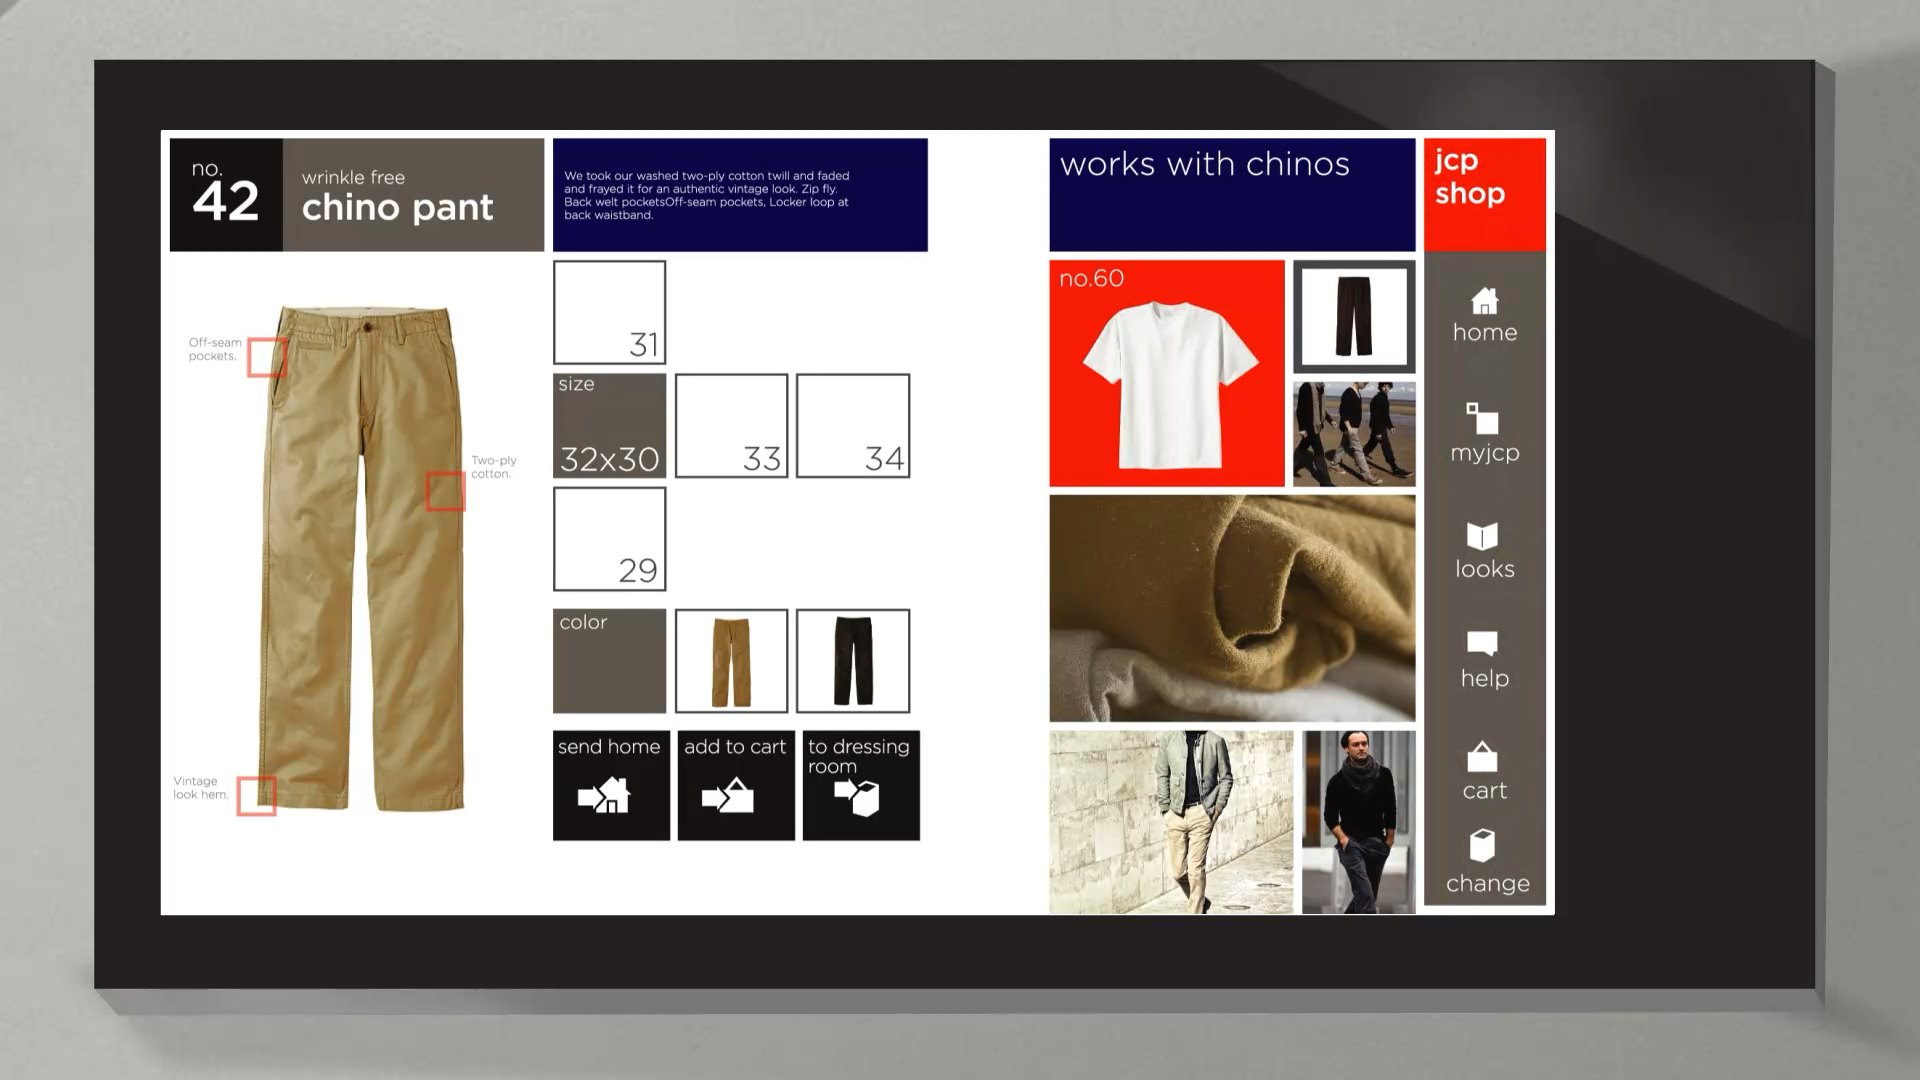 no.
42
wrinkle free
chino pant
We took our washed two-ply cotton twill and faded
and frayed it for an authentic vintage look. Zip fly.
Back welt pocketsOff-seam pockets, Locker loop at
back waistband.
Off-seam
pockets.
Two-ply
cotton.
Vintage
look hem.
31
size
32x30
33
34
29
color
send home
add to cart
to dressing
room
works with chinos
no.60
jcp
shop
home
myjcp
looks
help
cart
change